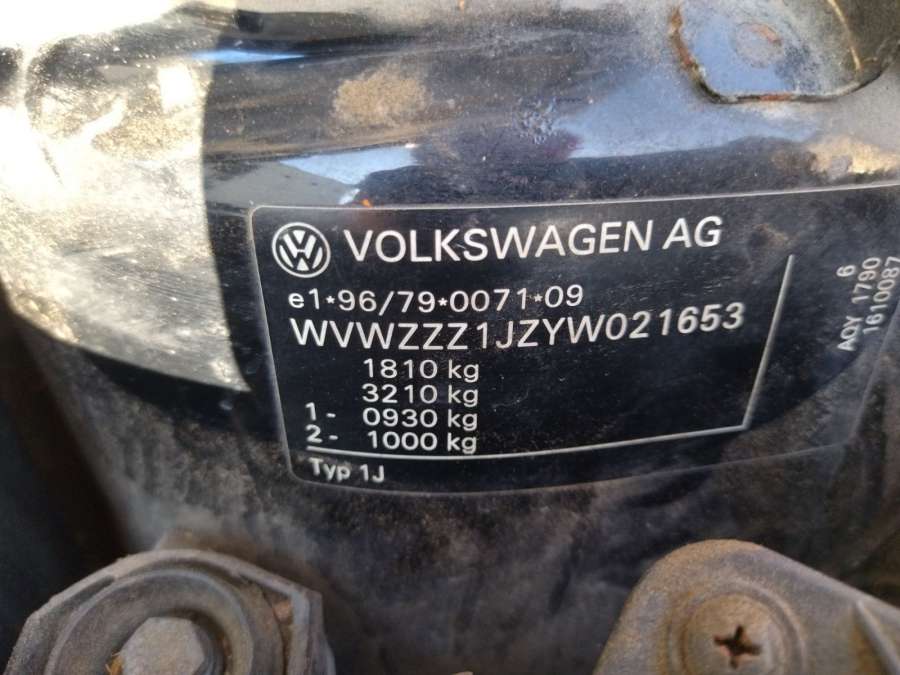 VOLKSWAGEN AG
e1*96/79*0071*09
WVWZZZ1JZYW021653
1810 kg
3210 kg
1- 0930 kg
2- 1000 kg
Typ 1J
AQY 1790 6
1610087